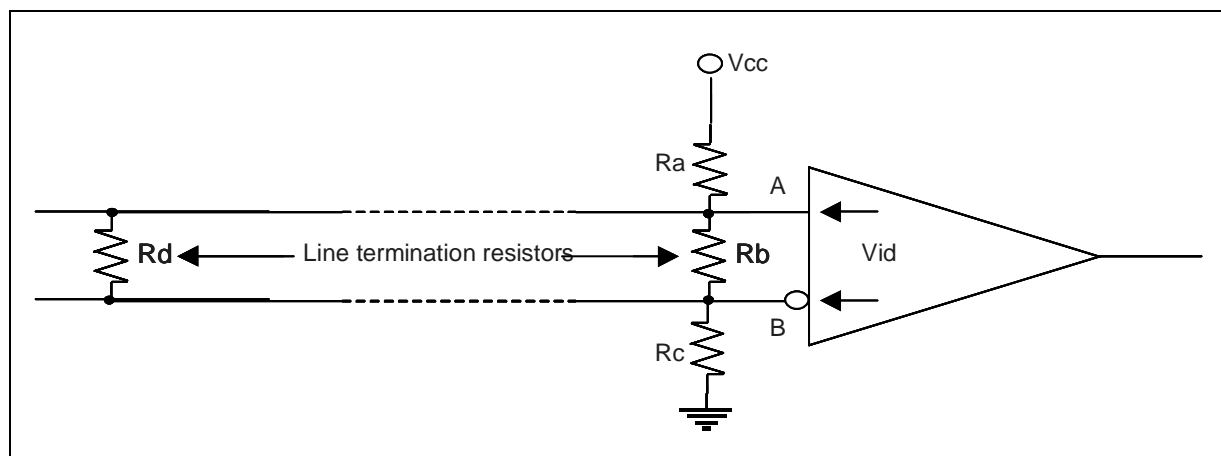 Vcc
Ra
A
Rd
Line termination resistors
Rb
Vid
B
Rc